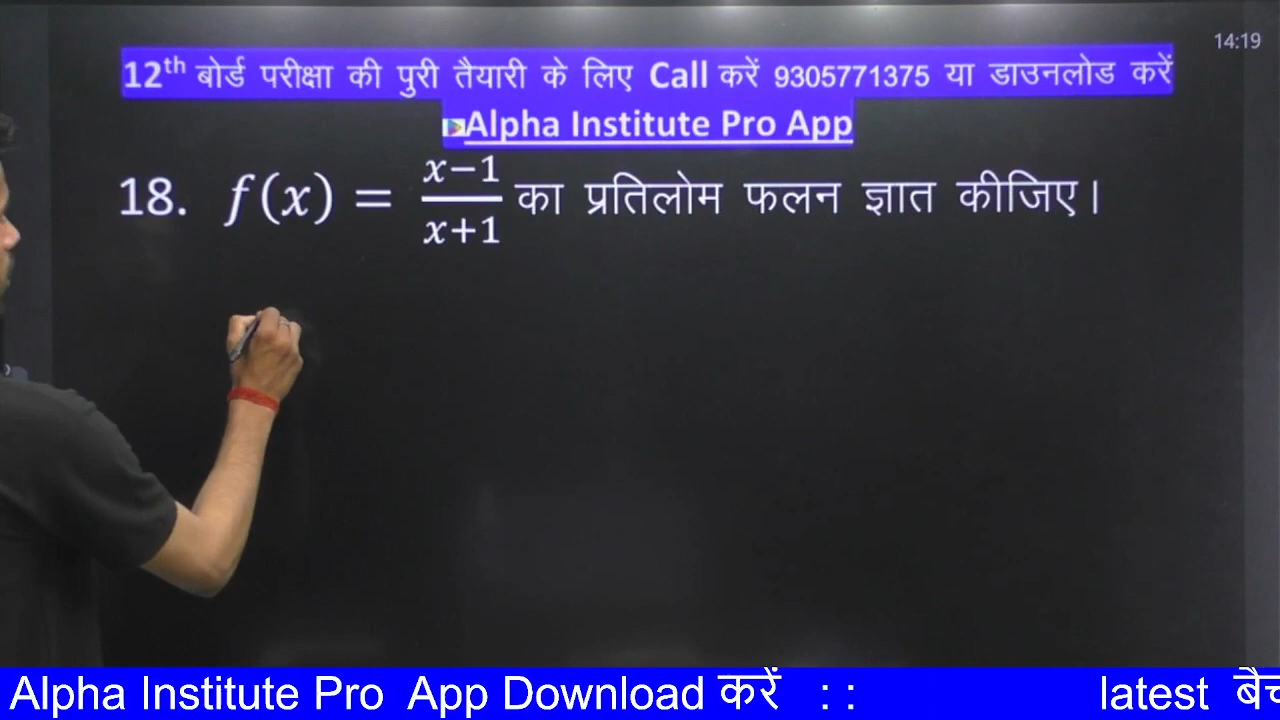 14:19
12th बोर्ड परीक्षा की पुरी तैयारी के लिए Call करें 9305771375 या डाउनलोड करें
Alpha Institute Pro App
18. f(x) = x−1/x+1 का प्रतिलोम फलन ज्ञात कीजिए।
Alpha Institute Pro App Download करें : : latest